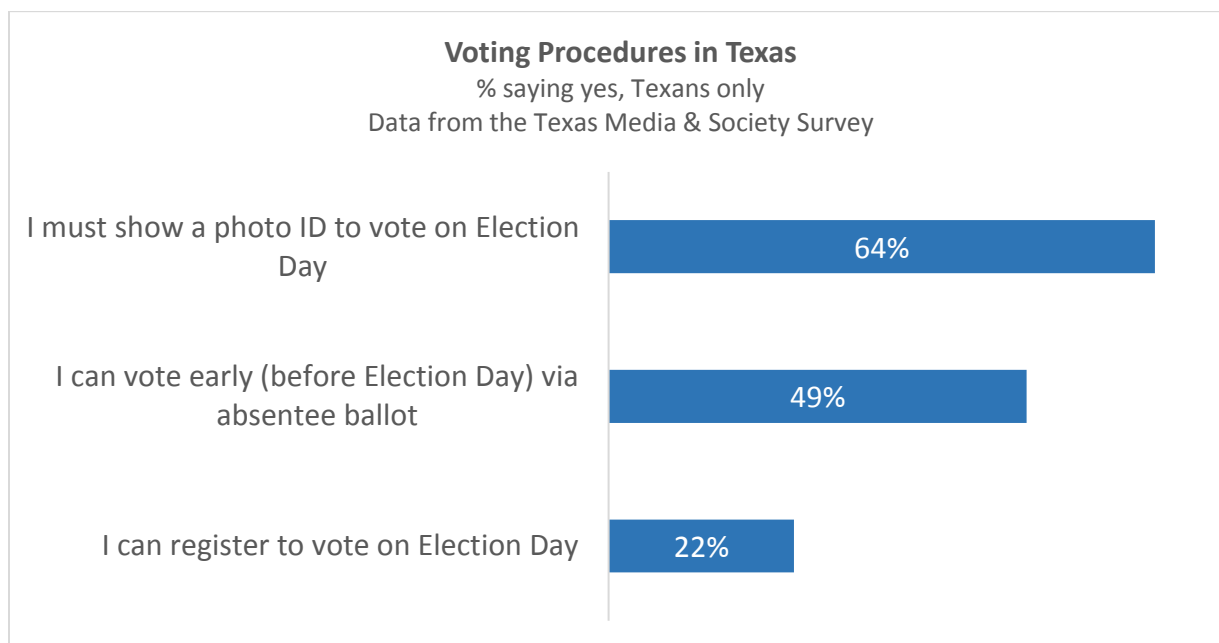 Voting Procedures in Texas
% saying yes, Texans only
Data from the Texas Media & Society Survey
I must show a photo ID to vote on Election
Day
64%
I can vote early (before Election Day) via
absentee ballot
49%
I can register to vote on Election Day
22%